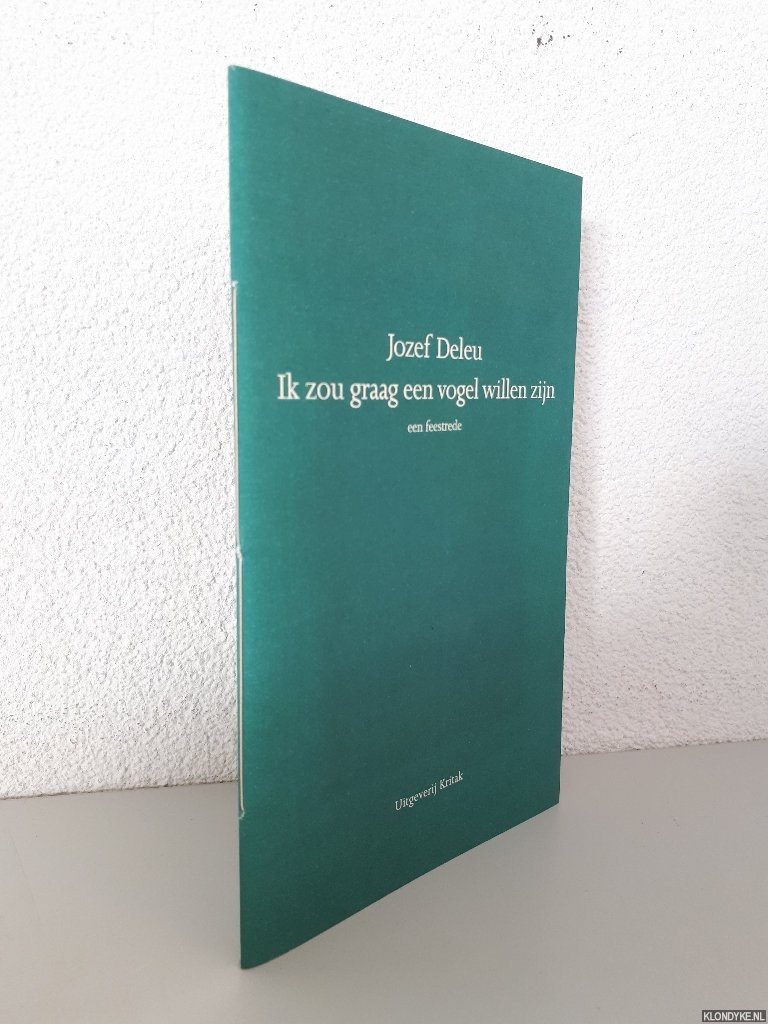 Jozef Deleu
Ik zou graag een vogel willen zijn
een feestrede
Uitgeverij Kritak
KLONDYKE.NL